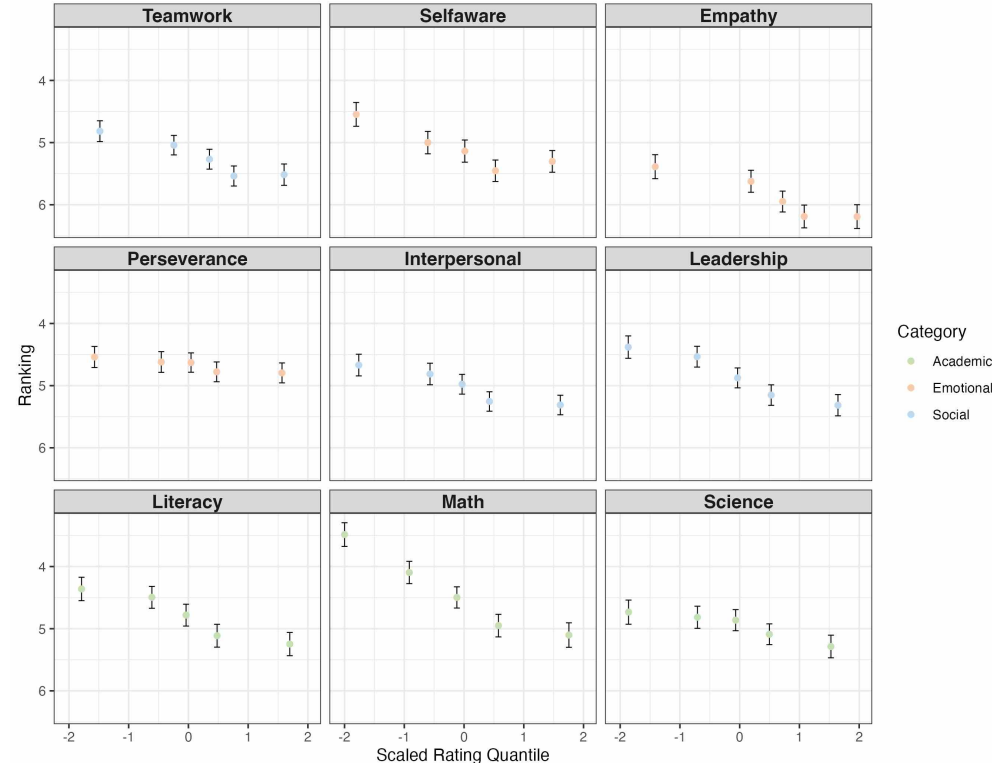 Teamwork Selfaware Empathy
4
5
6
Perseverance Interpersonal Leadership
4
5
6
Literacy Math Science
4
5
6
-2 -1 0 1 2 -2 -1 0 1 2 -2 -1 0 1 2
Scaled Rating Quantile
Ranking
Category
Academic
Emotional
Social